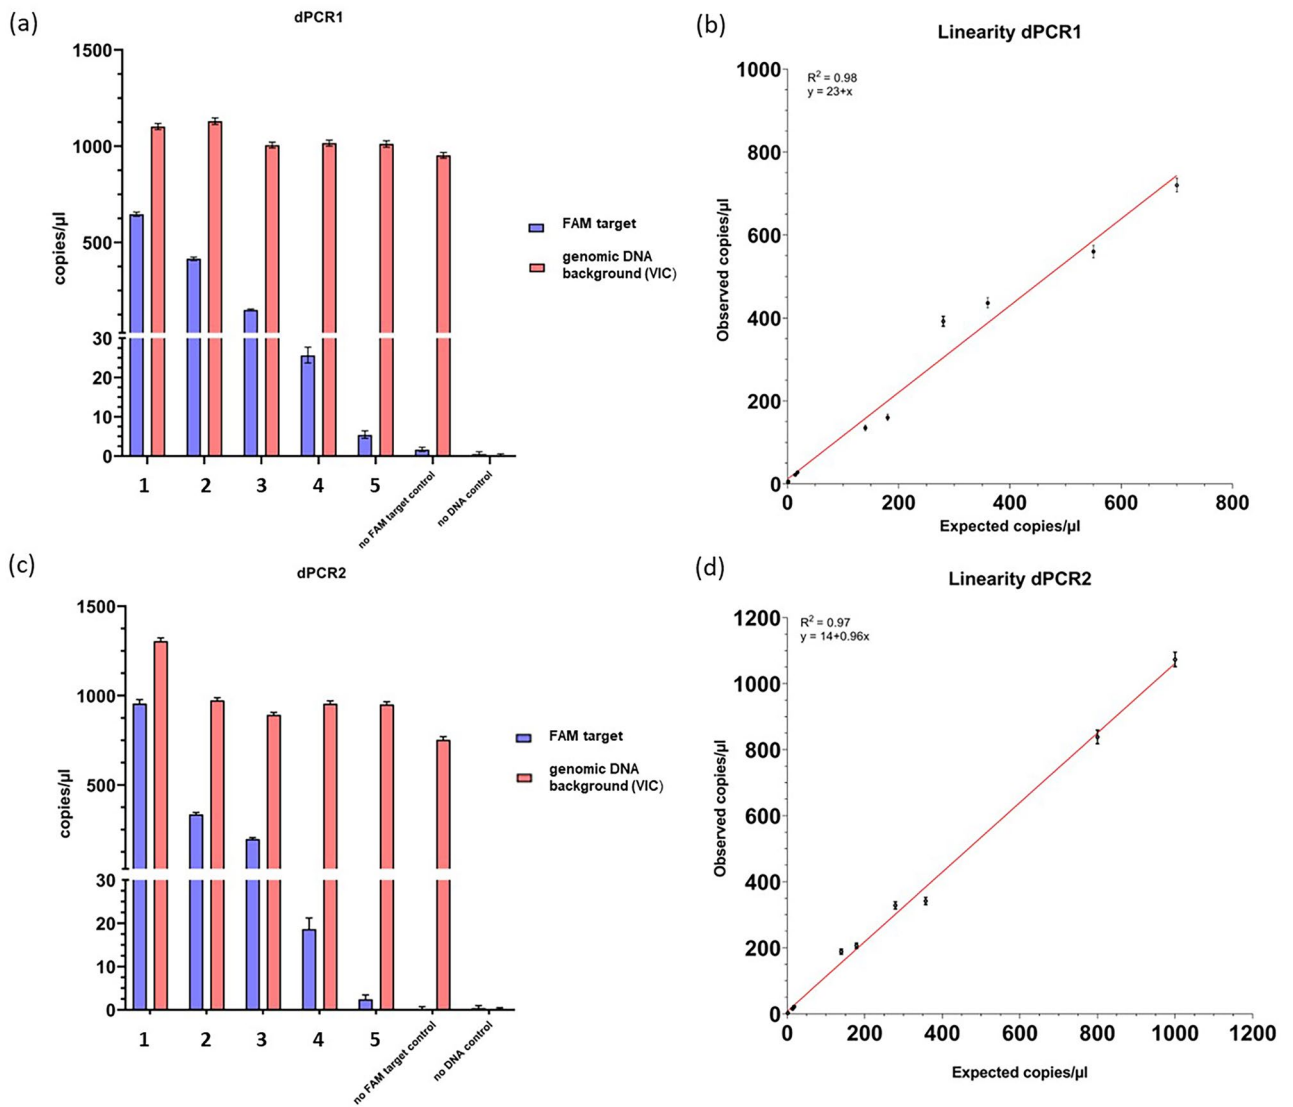 (a)
dPCR1
1500
1000
500
30
20
10
0
copies/µl
1 2 3 4 5 no FAM target control no DNA control
FAM target
genomic DNA
background (VIC)
(b)
Linearity dPCR1
R² = 0.98
y = 23+x
1000
800
600
400
200
0
Observed copies/µl
0 200 400 600 800
Expected copies/µl
(c)
dPCR2
1500
1000
500
30
20
10
0
copies/µl
1 2 3 4 5 no FAM target control no DNA control
FAM target
genomic DNA
background (VIC)
(d)
Linearity dPCR2
R² = 0.97
y = 14+0.96x
1200
1000
800
600
400
200
0
Observed copies/µl
0 200 400 600 800 1000 1200
Expected copies/µl